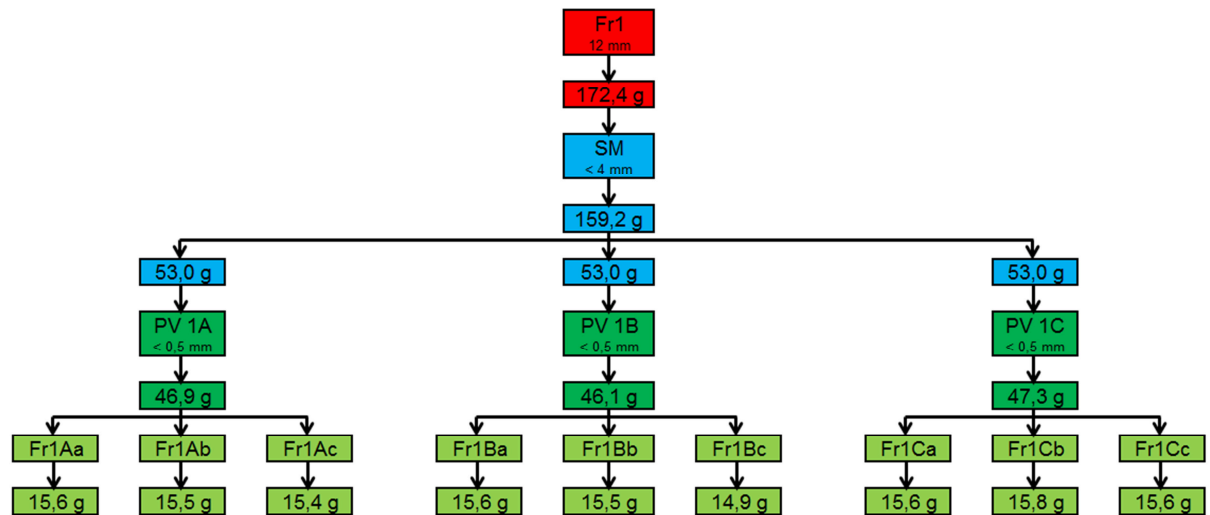 Fr1
12 mm
172,4 g
SM
< 4 mm
159,2 g
53,0 g
53,0 g
53,0 g
PV 1A
< 0,5 mm
PV 1B
< 0,5 mm
PV 1C
< 0,5 mm
46,9 g
46,1 g
47,3 g
Fr1Aa
Fr1Ab
Fr1Ac
Fr1Ba
Fr1Bb
Fr1Bc
Fr1Ca
Fr1Cb
Fr1Cc
15,6 g
15,5 g
15,4 g
15,6 g
15,5 g
14,9 g
15,6 g
15,8 g
15,6 g